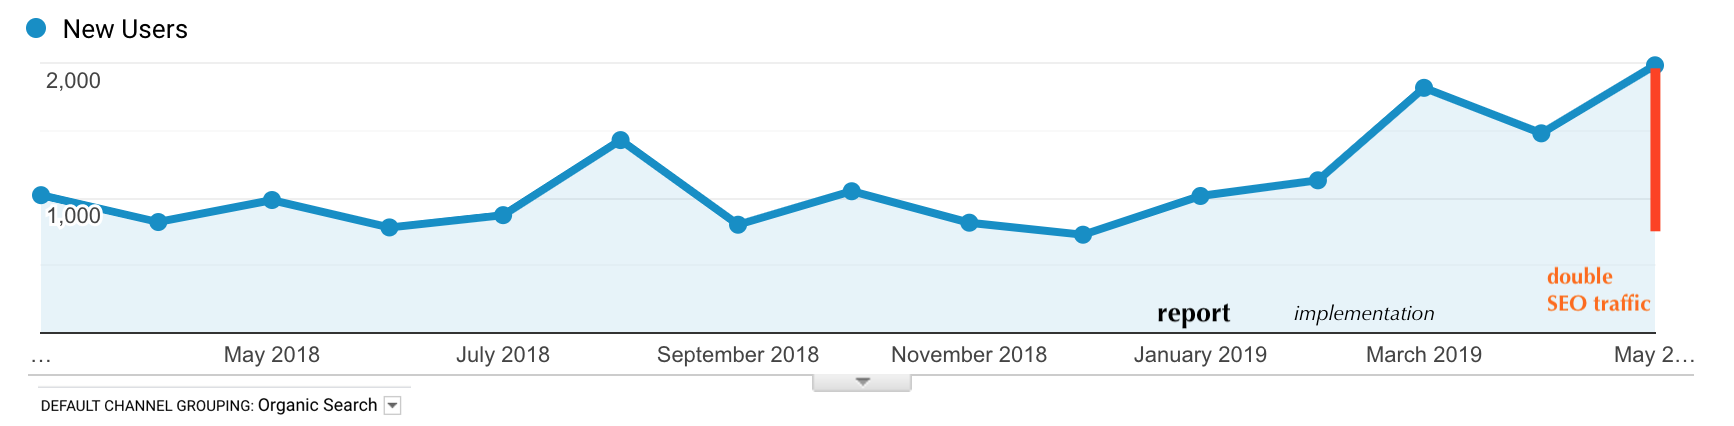 New Users
2,000
1,000
double
SEO traffic
report implementation
... May 2018 July 2018 September 2018 November 2018 January 2019 March 2019 May 2...
DEFAULT CHANNEL GROUPING: Organic Search